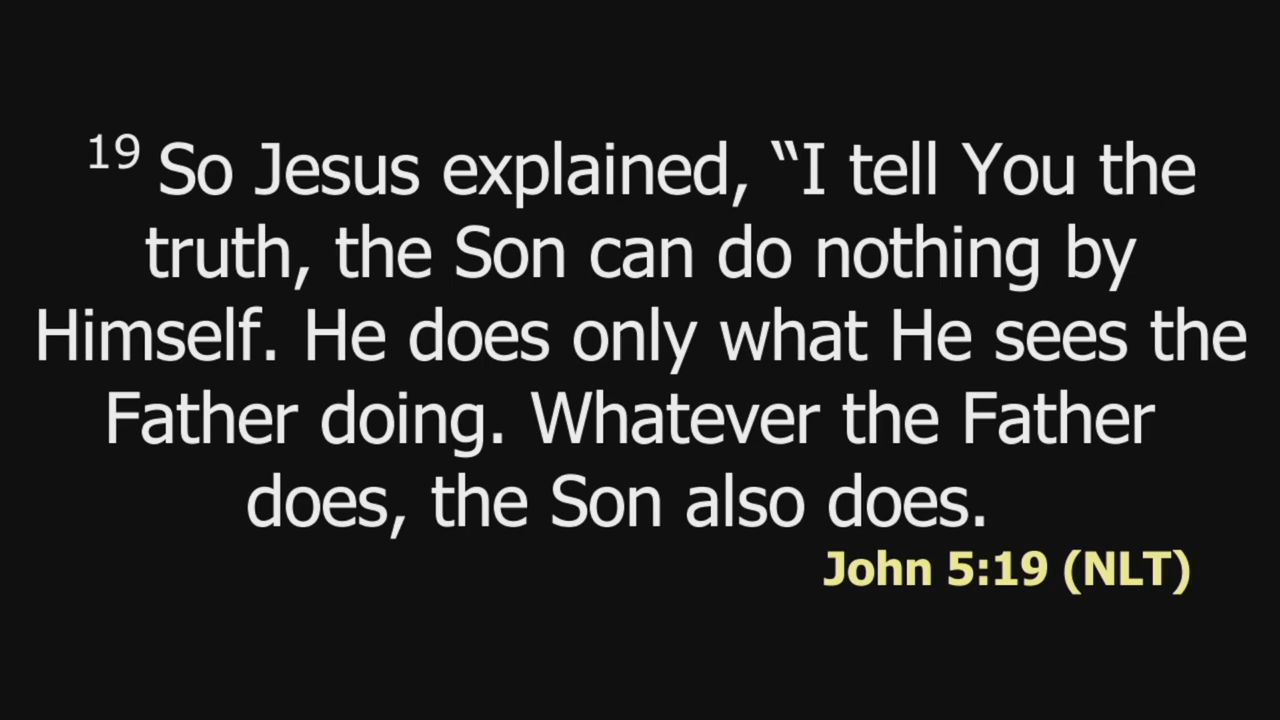 19 So Jesus explained, “I tell You the
truth, the Son can do nothing by
Himself. He does only what He sees the
Father doing. Whatever the Father
does, the Son also does.
John 5:19 (NLT)